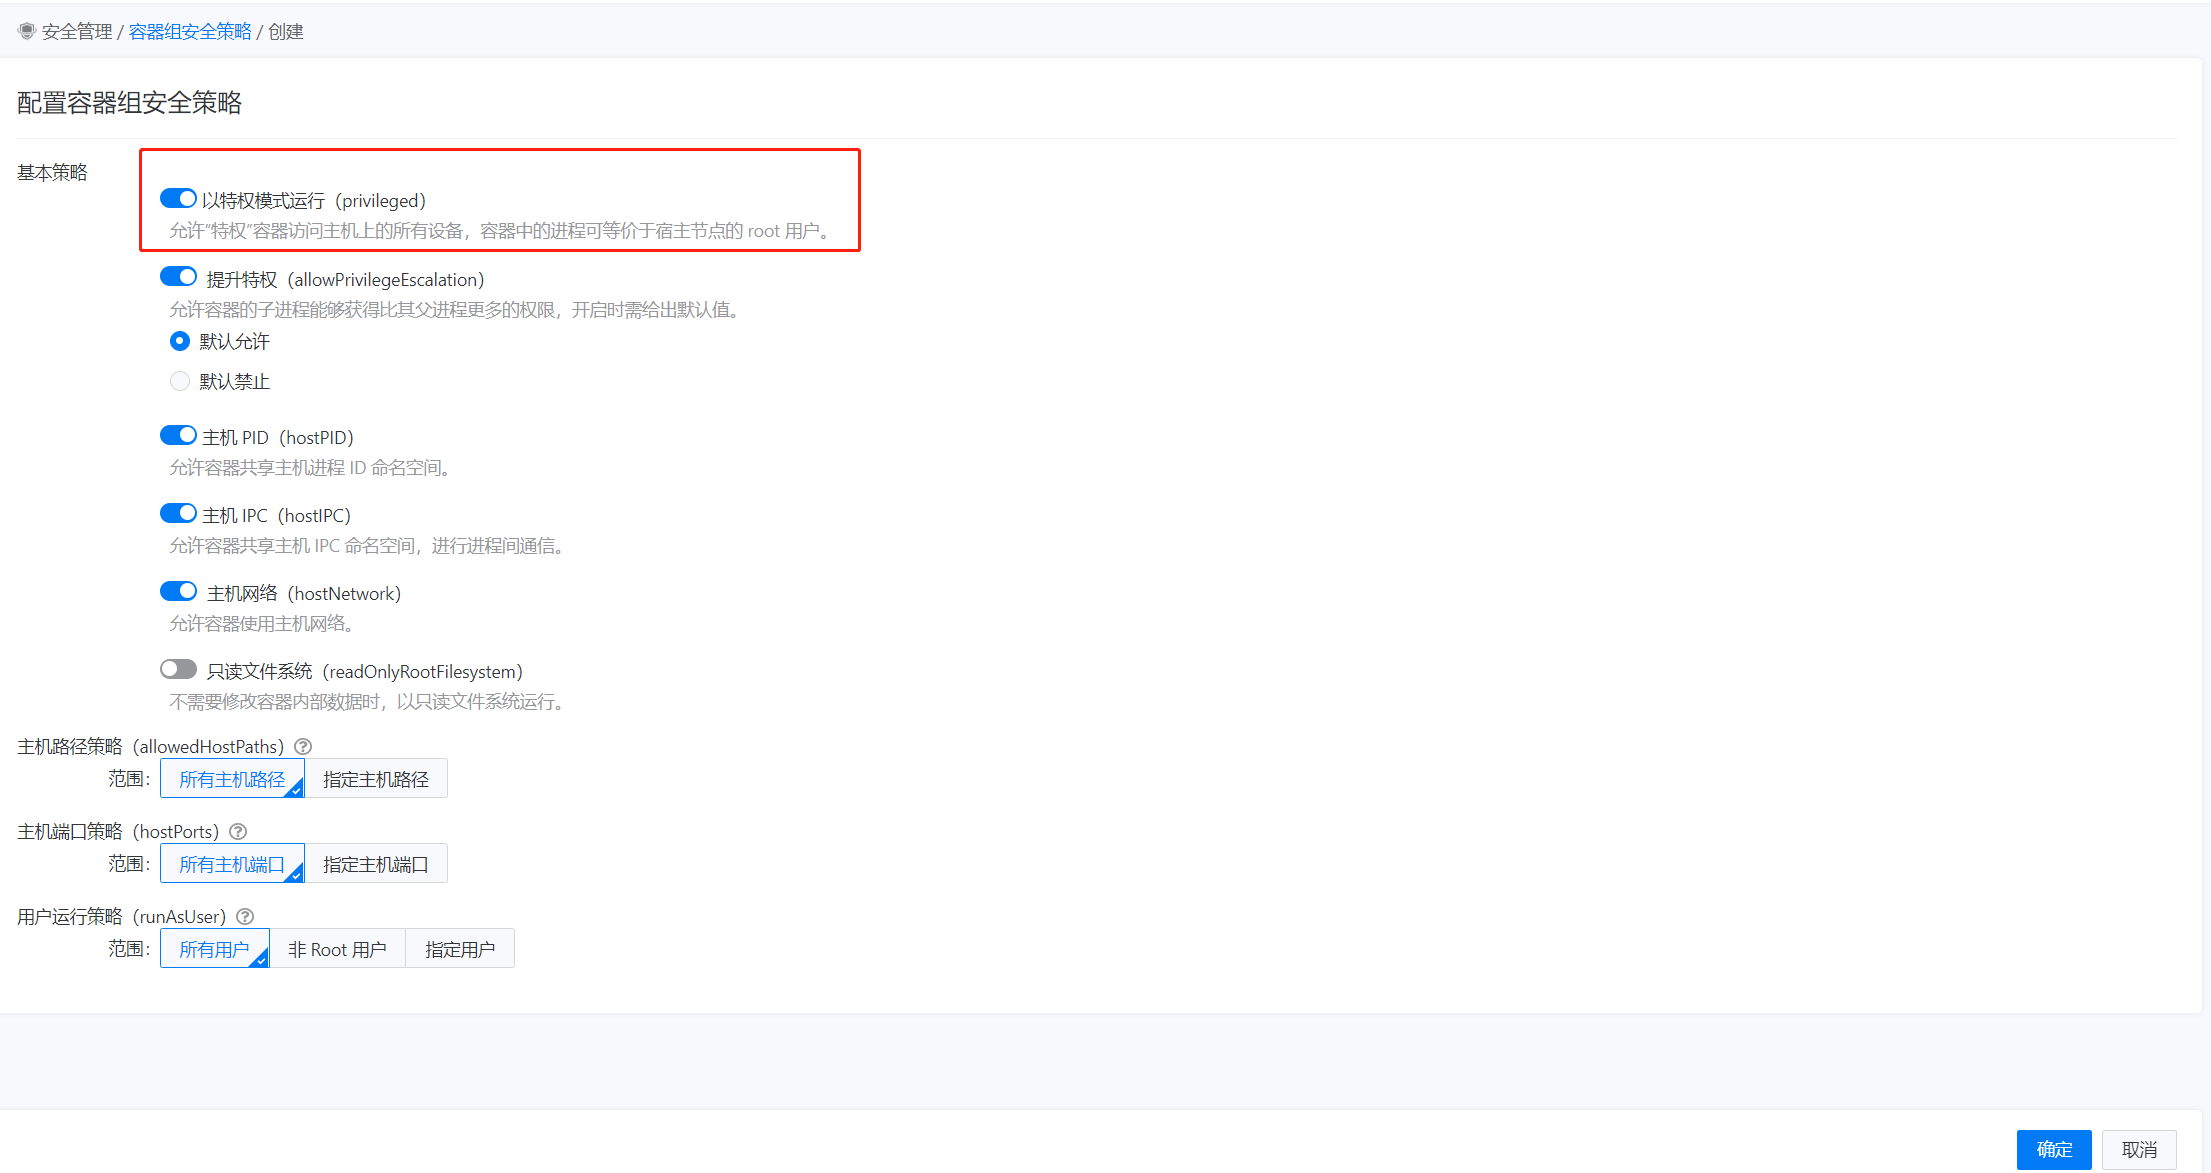 安全管理 / 容器组安全策略 / 创建
配置容器组安全策略
基本策略
以特权模式运行（privileged）
允许“特权”容器访问主机上的所有设备，容器中的进程可等价于宿主节点的 root 用户。
提升特权（allowPrivilegeEscalation）
允许容器的子进程能够获得比其父进程更多的权限，开启时需给出默认值。
默认允许
默认禁止
主机 PID（hostPID）
允许容器共享主机进程 ID 命名空间。
主机 IPC（hostIPC）
允许容器共享主机 IPC 命名空间，进行进程间通信。
主机网络（hostNetwork）
允许容器使用主机网络。
只读文件系统（readOnlyRootFilesystem）
不需要修改容器内部数据时，以只读文件系统运行。
主机路径策略（allowedHostPaths）
范围： 所有主机路径 指定主机路径
主机端口策略（hostPorts）
范围： 所有主机端口 指定主机端口
用户运行策略（runAsUser）
范围： 所有用户 非 Root 用户 指定用户
确定 取消